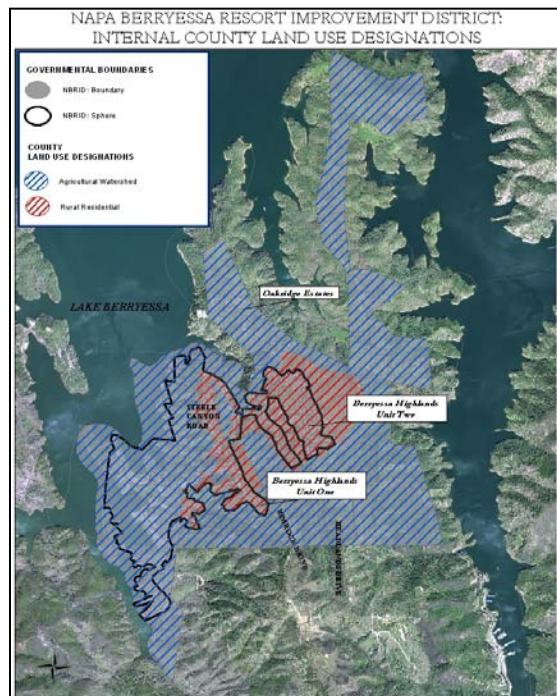 NAPA BERRYESSA RESORT IMPROVEMENT DISTRICT:
INTERNAL COUNTY LAND USE DESIGNATIONS
GOVERNMENTAL BOUNDARIES
NBRID: Boundary
NBRID: Sphere
COUNTY
LAND USE DESIGNATIONS
Agricultural Watershed
Rural Residential
Oakridge Estates
LAKE BERRYESSA
STEELE
CANYON
ROAD
Berryessa Highlands
Unit Two
Berryessa Highlands
Unit One